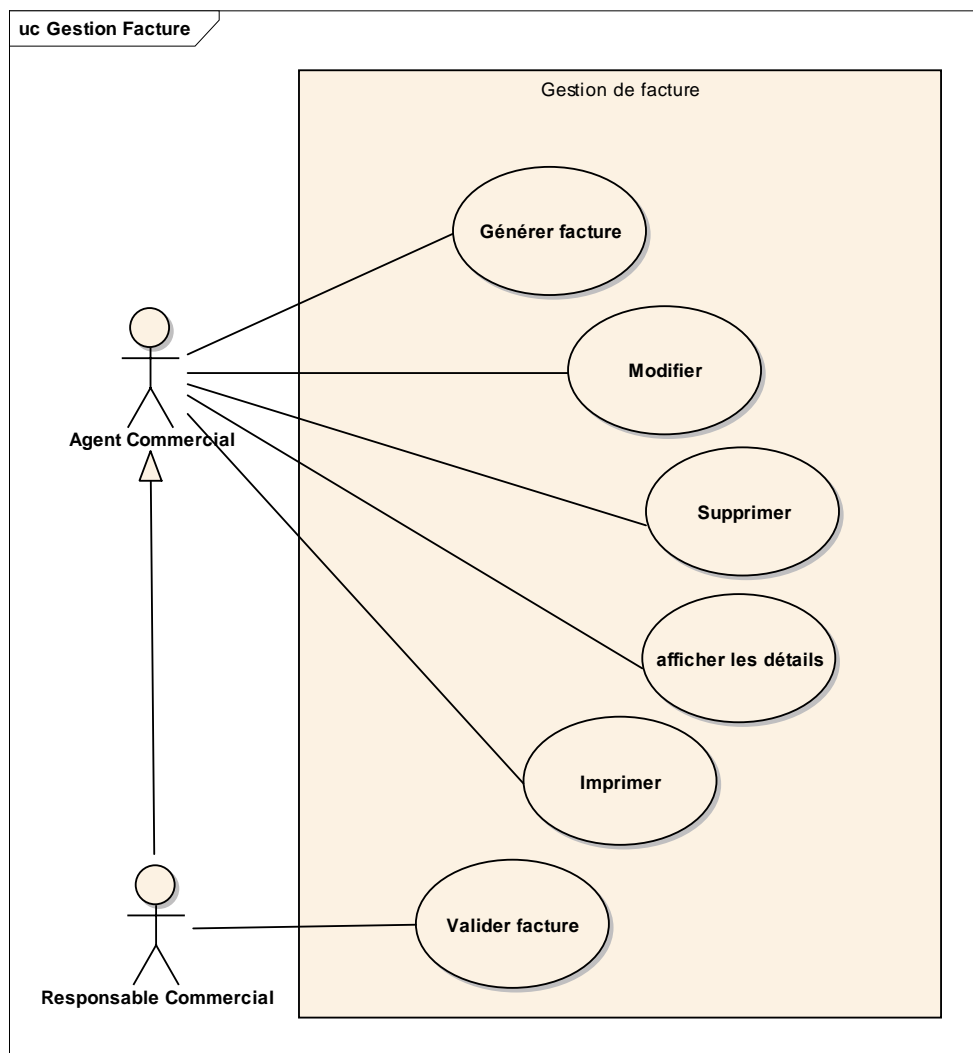 uc Gestion Facture
Gestion de facture
Générer facture
Modifier
Agent Commercial
Supprimer
afficher les détails
Imprimer
Valider facture
Responsable Commercial